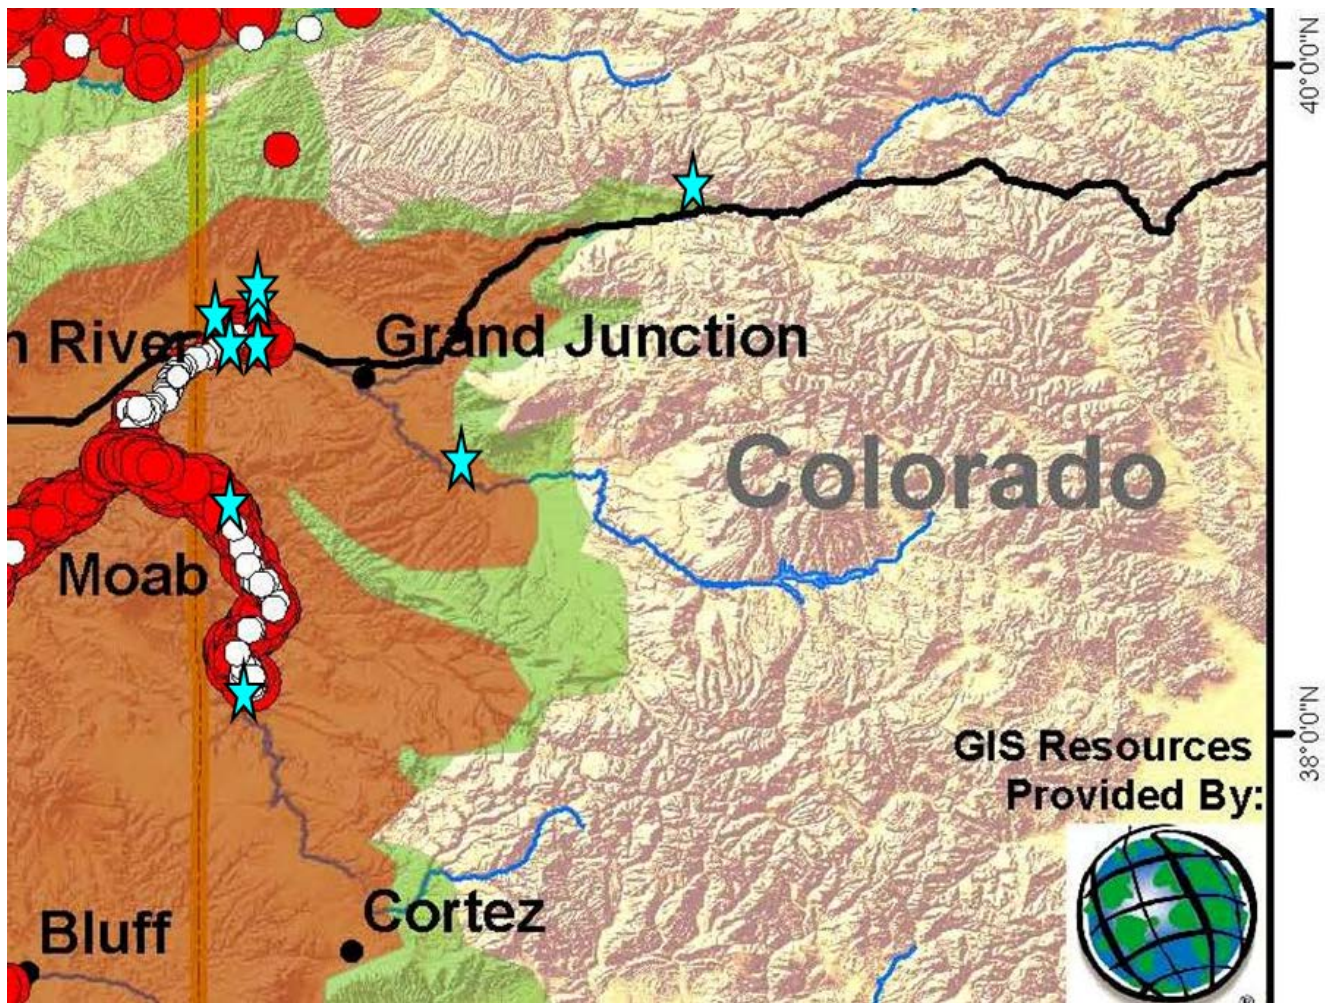 40°0'0"N
n River
Grand Junction
Colorado
Moab
38°0'0"N
GIS Resources
Provided By:
Cortez
Bluff
®